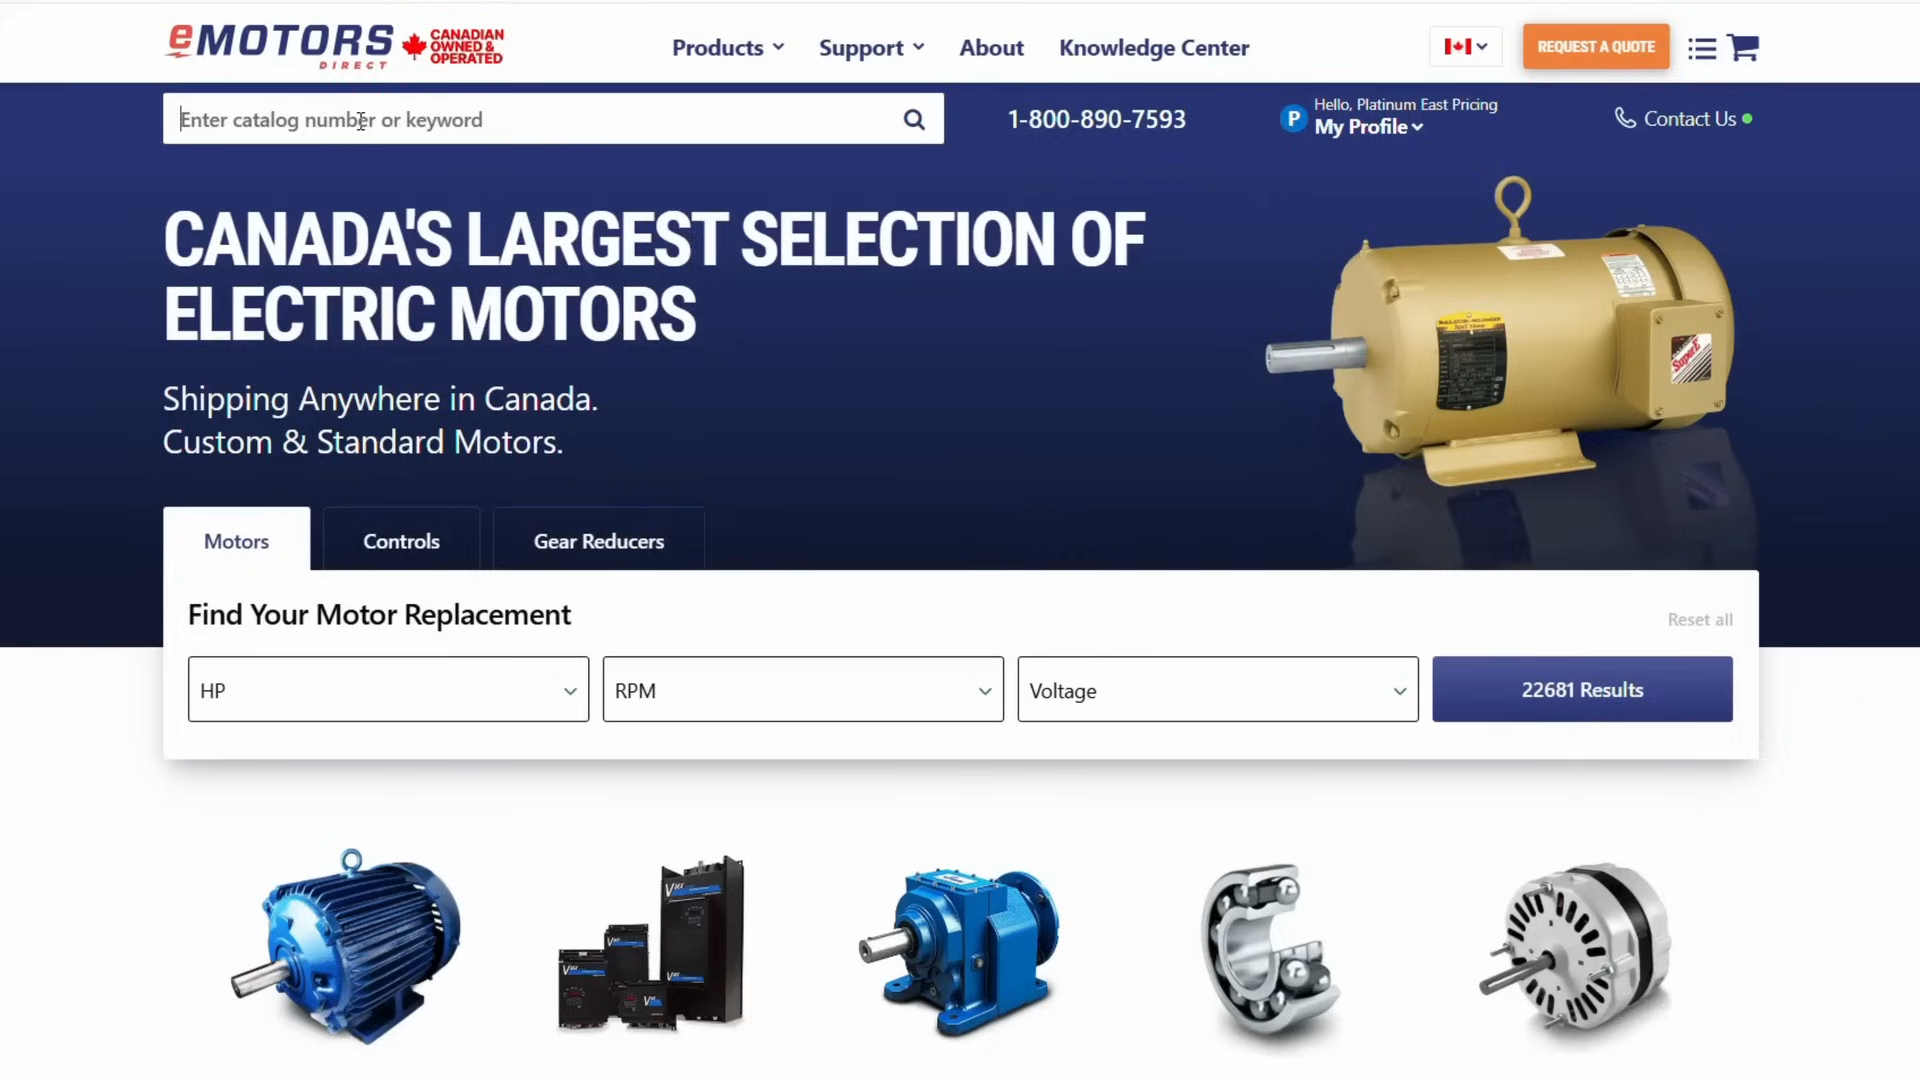 eMOTORS
DIRECT
CANADIAN
OWNED &
OPERATED
Products
Support
About
Knowledge Center
REQUEST A QUOTE
Enter catalog number or keyword
1-800-890-7593
P
Hello, Platinum East Pricing
My Profile
Contact Us
CANADA'S LARGEST SELECTION OF
ELECTRIC MOTORS
Shipping Anywhere in Canada.
Custom & Standard Motors.
Super E
Motors
Controls
Gear Reducers
Find Your Motor Replacement
Reset all
HP
RPM
Voltage
22681 Results